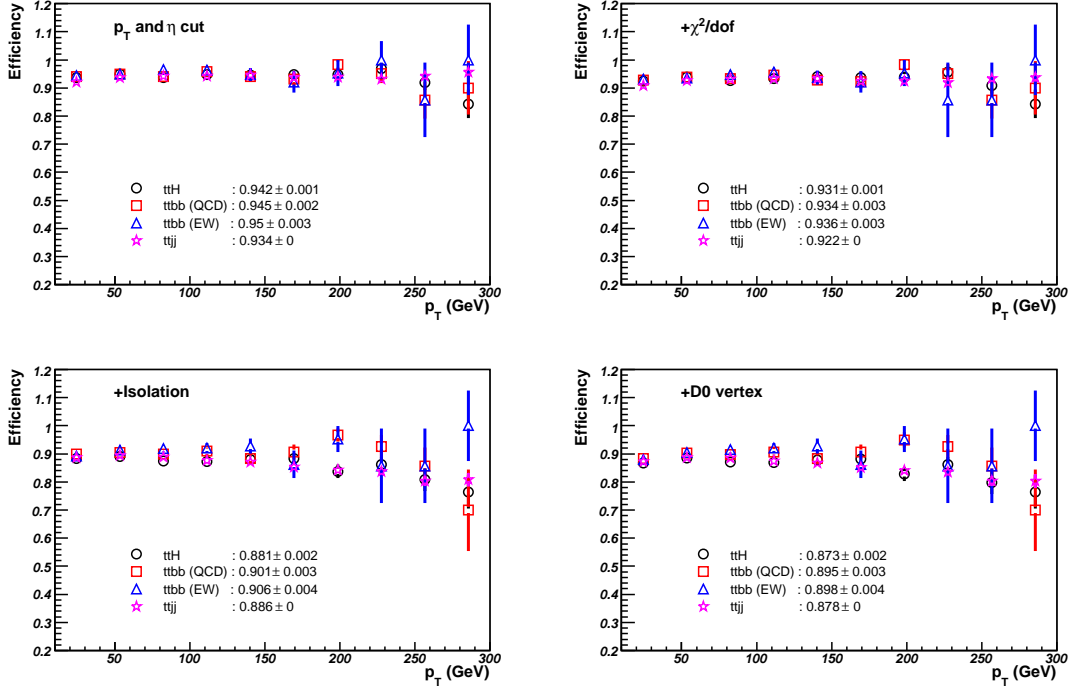 p_T and η cut
Efficiency
1.2
1.1
1
0.9
0.8
0.7
0.6
0.5
0.4
0.3
0.2
ttH : 0.942 ± 0.001
ttbb (QCD) : 0.945 ± 0.002
ttbb (EW) : 0.95 ± 0.003
ttjj : 0.934 ± 0
50 100 150 200 250 300
p_T (GeV)
+χ²/dof
Efficiency
1.2
1.1
1
0.9
0.8
0.7
0.6
0.5
0.4
0.3
0.2
ttH : 0.931 ± 0.001
ttbb (QCD) : 0.934 ± 0.003
ttbb (EW) : 0.936 ± 0.003
ttjj : 0.922 ± 0
50 100 150 200 250 300
p_T (GeV)
+Isolation
Efficiency
1.2
1.1
1
0.9
0.8
0.7
0.6
0.5
0.4
0.3
0.2
ttH : 0.881 ± 0.002
ttbb (QCD) : 0.901 ± 0.003
ttbb (EW) : 0.906 ± 0.004
ttjj : 0.886 ± 0
50 100 150 200 250 300
p_T (GeV)
+D0 vertex
Efficiency
1.2
1.1
1
0.9
0.8
0.7
0.6
0.5
0.4
0.3
0.2
ttH : 0.873 ± 0.002
ttbb (QCD) : 0.895 ± 0.003
ttbb (EW) : 0.898 ± 0.004
ttjj : 0.878 ± 0
50 100 150 200 250 300
p_T (GeV)